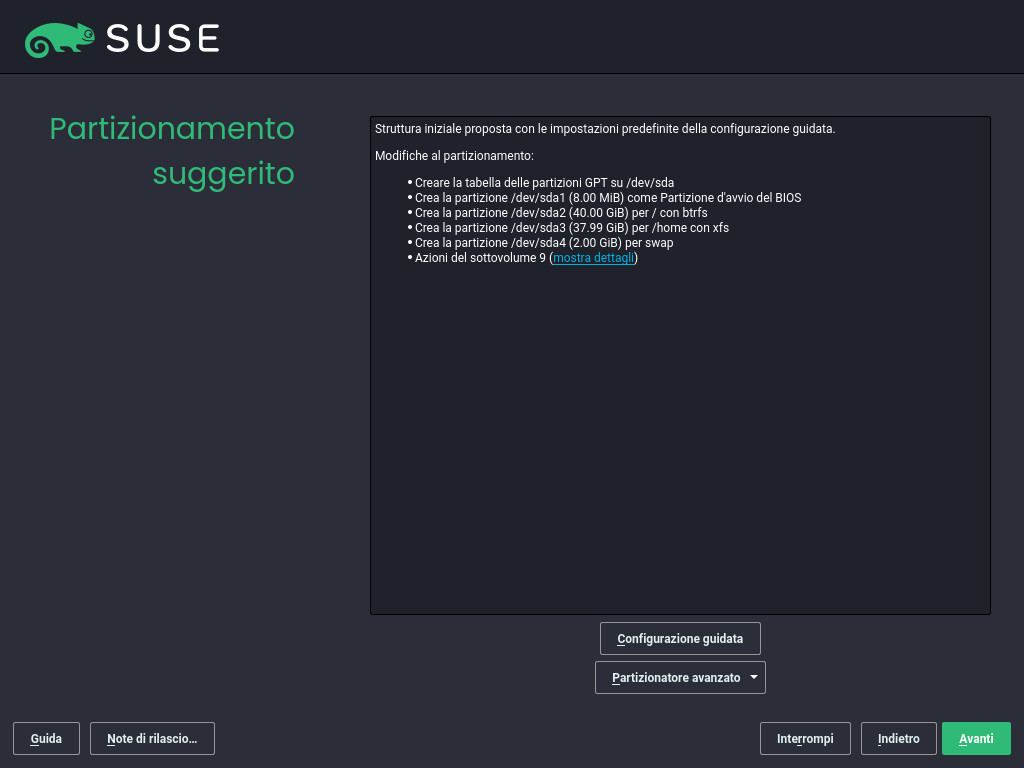 SUSE
Partizionamento
suggerito
Struttura iniziale proposta con le impostazioni predefinite della configurazione guidata.
Modifiche al partizionamento:
• Creare la tabella delle partizioni GPT su /dev/sda
• Crea la partizione /dev/sda1 (8.00 MiB) come Partizione d'avvio del BIOS
• Crea la partizione /dev/sda2 (40.00 GiB) per / con btrfs
• Crea la partizione /dev/sda3 (37.99 GiB) per /home con xfs
• Crea la partizione /dev/sda4 (2.00 GiB) per swap
• Azioni del sottovolume 9 (mostra dettagli)
Configurazione guidata
Partizionatore avanzato
Guida
Note di rilascio...
Interrompi
Indietro
Avanti